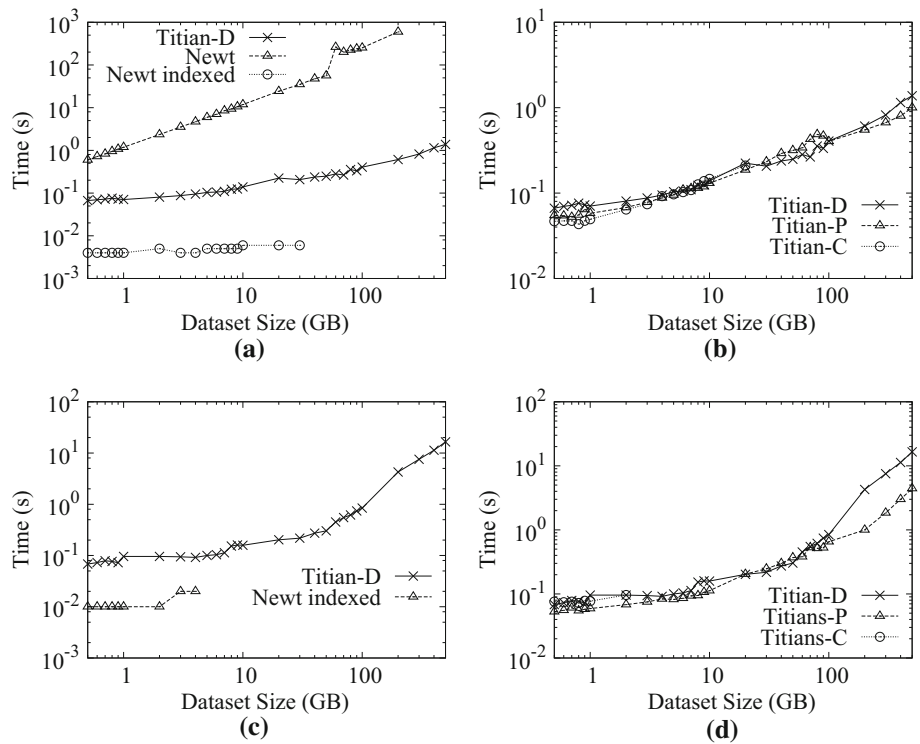 Titian-D
Newt
Newt indexed
10^3
10^2
10^1
10^0
10^-1
10^-2
10^-3
Time (s)
1
10
100
Dataset Size (GB)
(a)
10^1
10^0
10^-1
10^-2
Time (s)
Titian-D
Titian-P
Titian-C
1
10
100
Dataset Size (GB)
(b)
10^2
10^1
10^0
10^-1
10^-2
10^-3
Time (s)
Titian-D
Newt indexed
1
10
100
Dataset Size (GB)
(c)
10^2
10^1
10^0
10^-1
10^-2
Time (s)
Titian-D
Titians-P
Titians-C
1
10
100
Dataset Size (GB)
(d)